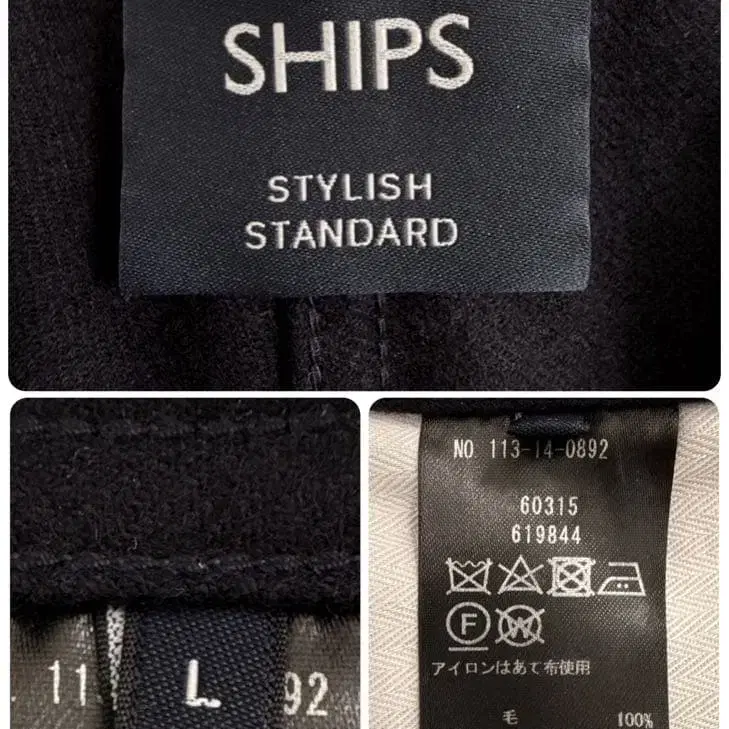 SHIPS
STYLISH
STANDARD
11 L 92
NO 113-14-0892
60315
619844
F W
アイロンはあて布使用
毛 100%